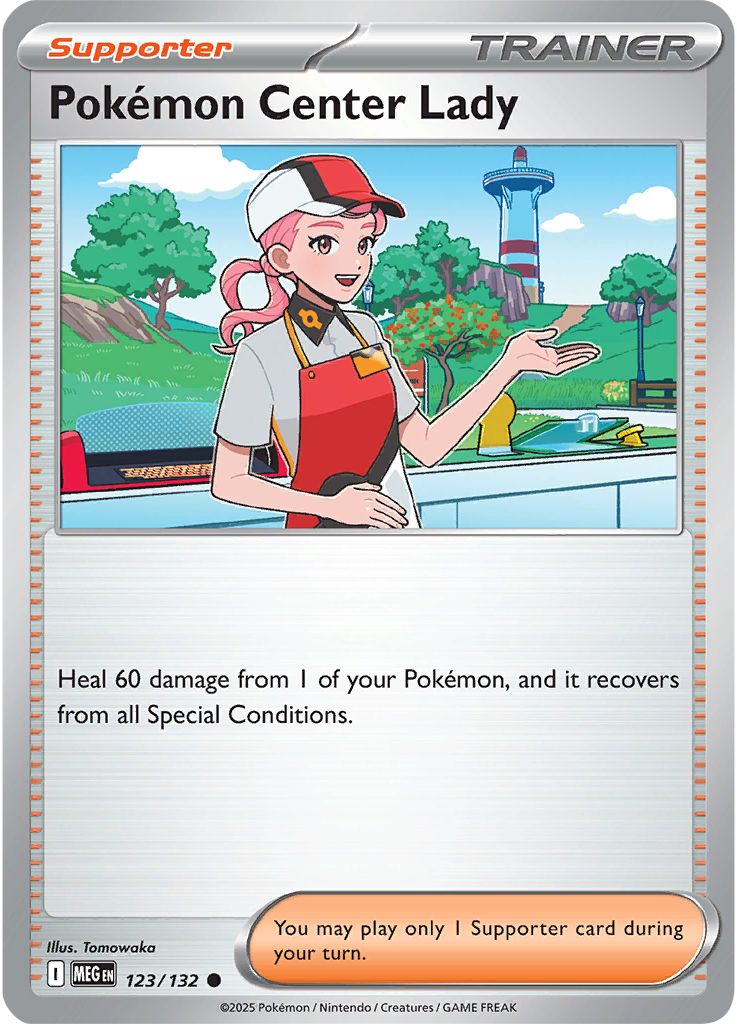 Supporter
TRAINER
Pokémon Center Lady
Heal 60 damage from 1 of your Pokémon, and it recovers
from all Special Conditions.
You may play only 1 Supporter card during
your turn.
Illus. Tomowaka
I MEG EN 123/132
©2025 Pokémon / Nintendo / Creatures / GAME FREAK